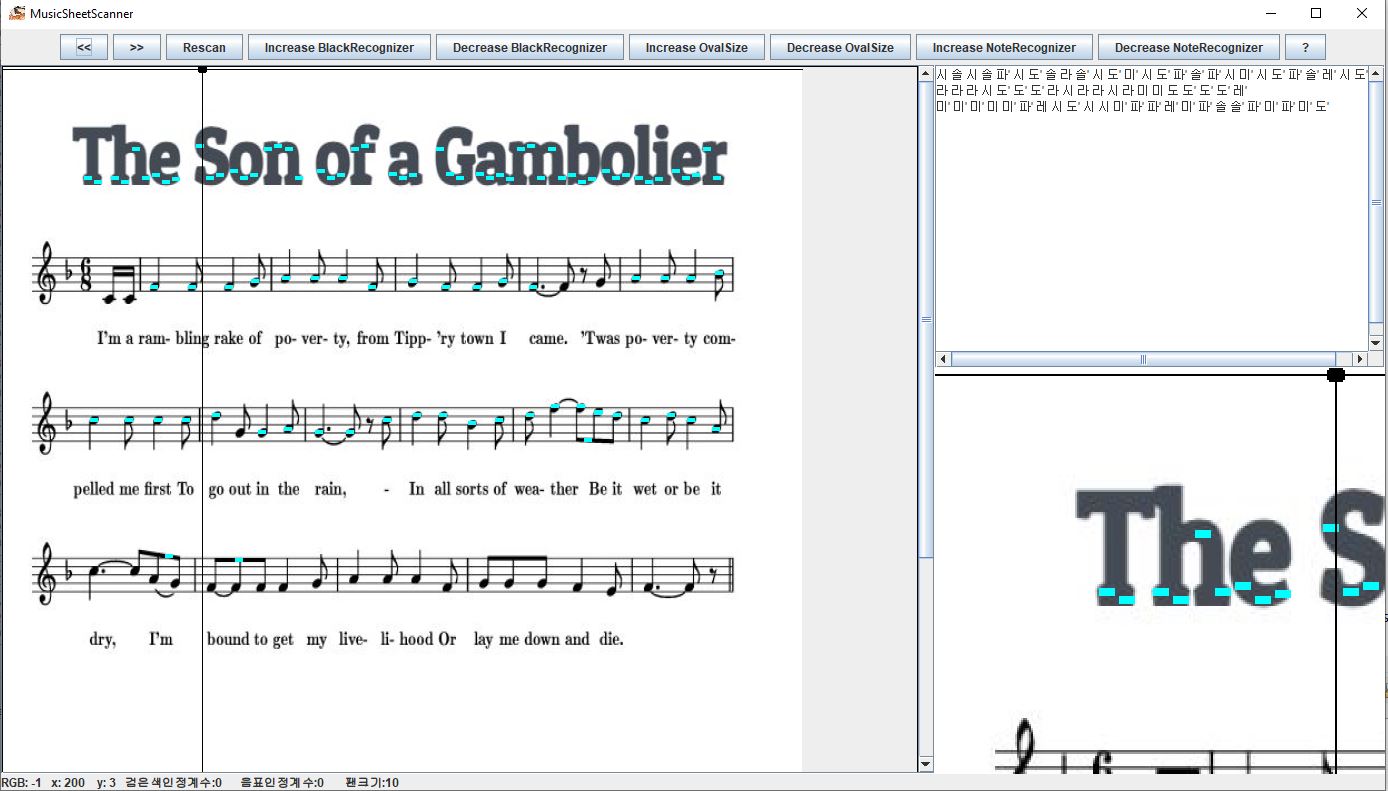 MusicSheetScanner
<< >> Rescan Increase BlackRecognizer Decrease BlackRecognizer Increase OvalSize Decrease OvalSize Increase NoteRecognizer Decrease NoteRecognizer ?
The Son of a Gambolier
6
8
I'm a ram- bling rake of po- ver- ty, from Tipp- 'ry town I came. 'Twas po- ver- ty com-
pelled me first To go out in the rain, - In all sorts of wea- ther Be it wet or be it
dry, I'm bound to get my live- li- hood Or lay me down and die.
시 솔 시 솔 파' 시 도' 솔 라 솔' 시 도' 미' 시 도' 파' 솔' 파' 시 미' 시 도' 파' 솔' 레' 시 도'
라 라 라 시 도' 도' 도' 라 시 라 라 시 라 미 미 도 도' 도' 도' 레'
미' 미' 미' 미 미' 파' 레 시 도' 시 시 미' 파' 파' 레' 미' 파' 솔 솔' 파' 미' 파' 미' 도'
The S
RGB: -1 x: 200 y: 3 검은색인정계수:0 음표인정계수:0 팬크기:10